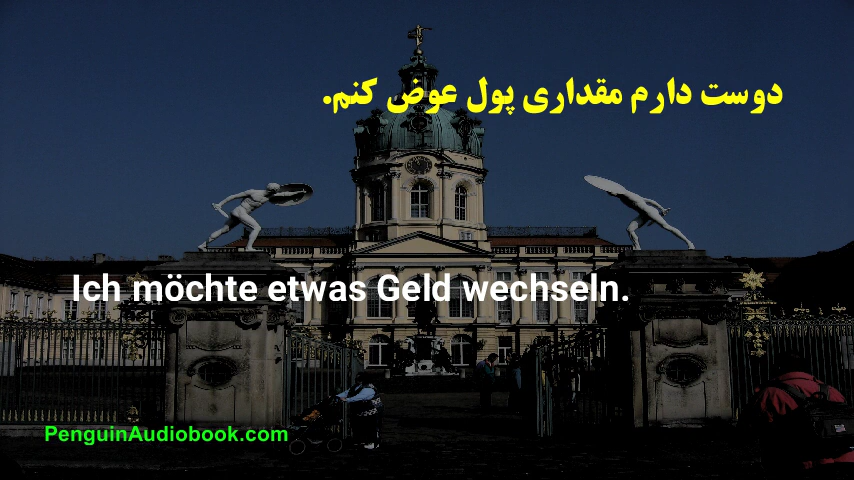 دوست دارم مقداری پول عوض کنم.
Ich möchte etwas Geld wechseln.
PenguinAudiobook.com